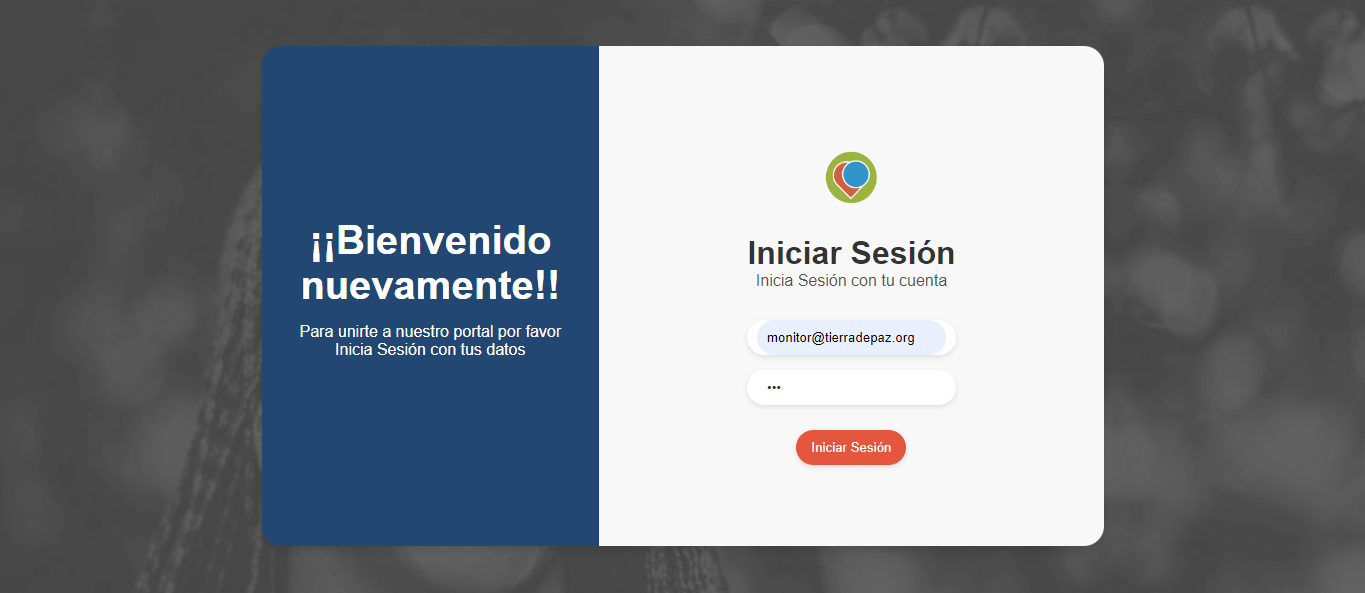 ¡¡Bienvenido
nuevamente!!
Para unirte a nuestro portal por favor
Inicia Sesión con tus datos
Iniciar Sesión
Inicia Sesión con tu cuenta
monitor@tierradepaz.org
•••
Iniciar Sesión